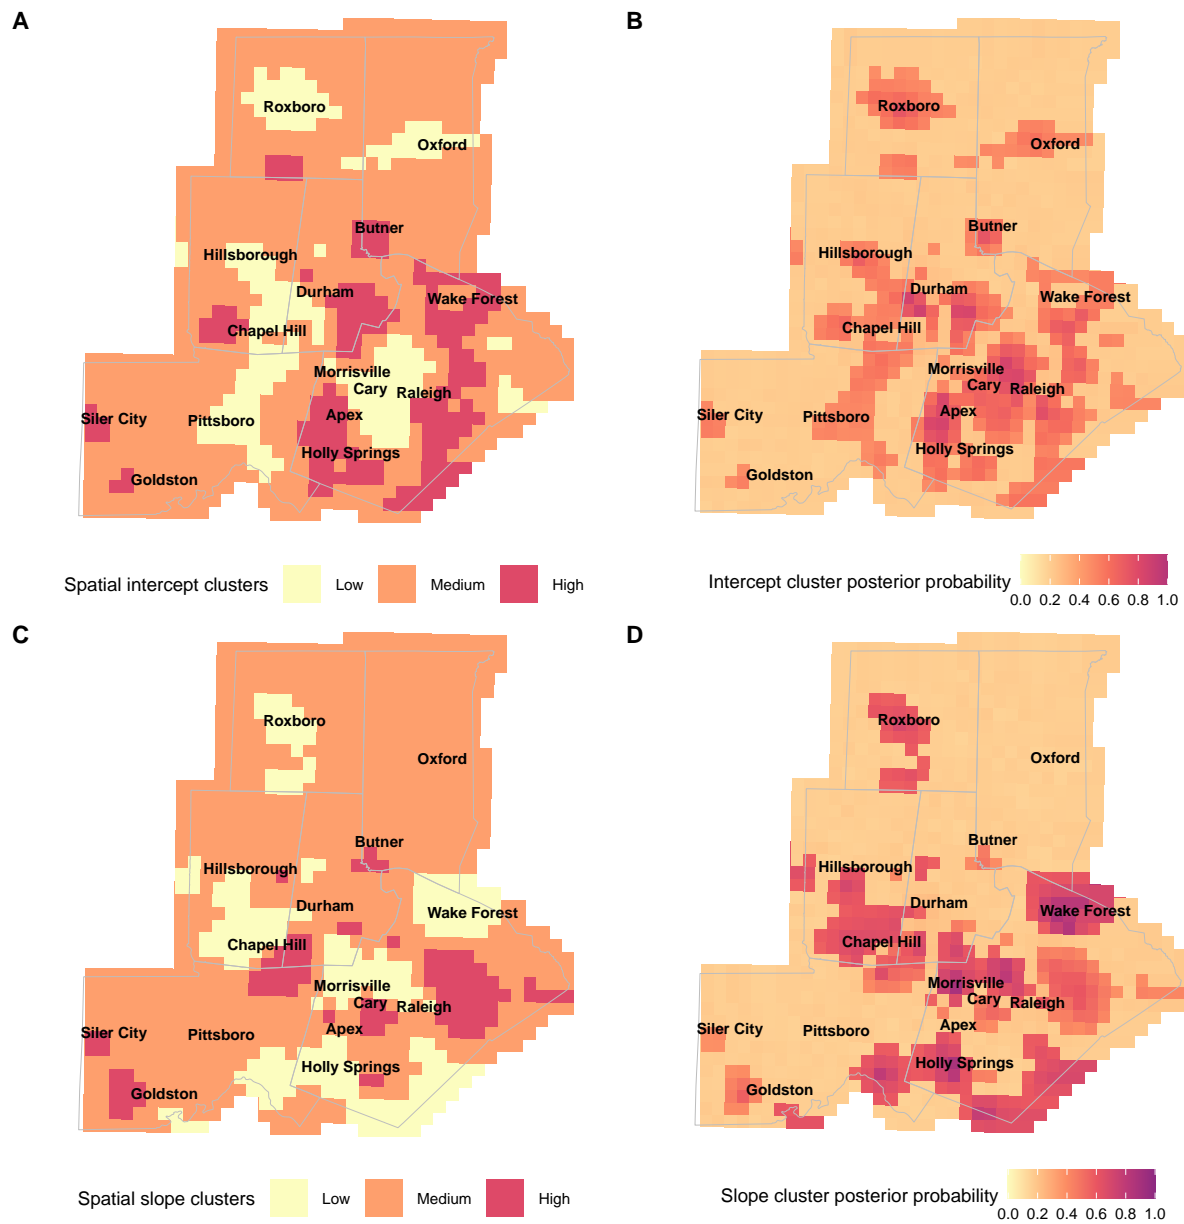 A
B
Roxboro
Oxford
Butner
Hillsborough
Durham
Wake Forest
Chapel Hill
Morrisville
Cary
Raleigh
Siler City
Pittsboro
Apex
Holly Springs
Goldston
Roxboro
Oxford
Butner
Hillsborough
Durham
Wake Forest
Chapel Hill
Morrisville
Cary
Raleigh
Siler City
Pittsboro
Apex
Holly Springs
Goldston
Spatial intercept clusters Low Medium High
Intercept cluster posterior probability
0.0 0.2 0.4 0.6 0.8 1.0
C
D
Roxboro
Oxford
Butner
Hillsborough
Durham
Wake Forest
Chapel Hill
Morrisville
Cary
Raleigh
Siler City
Pittsboro
Apex
Holly Springs
Goldston
Roxboro
Oxford
Butner
Hillsborough
Durham
Wake Forest
Chapel Hill
Morrisville
Cary
Raleigh
Siler City
Pittsboro
Apex
Holly Springs
Goldston
Spatial slope clusters Low Medium High
Slope cluster posterior probability
0.0 0.2 0.4 0.6 0.8 1.0